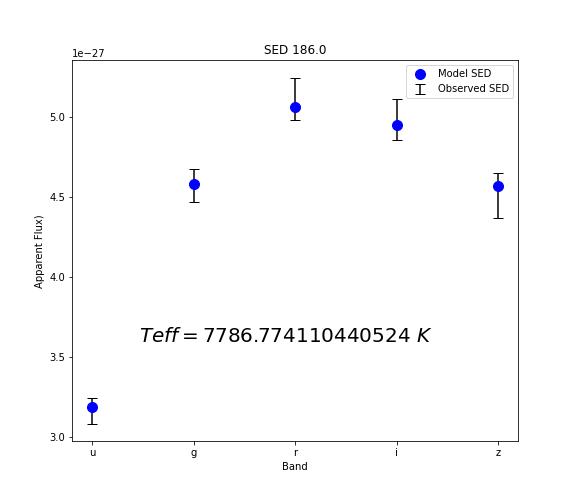 SED 186.0
1e−27
Model SED
Observed SED
5.0
4.5
4.0
3.5
3.0
Apparent Flux)
Teff = 7786.774110440524 K
u g r i z
Band